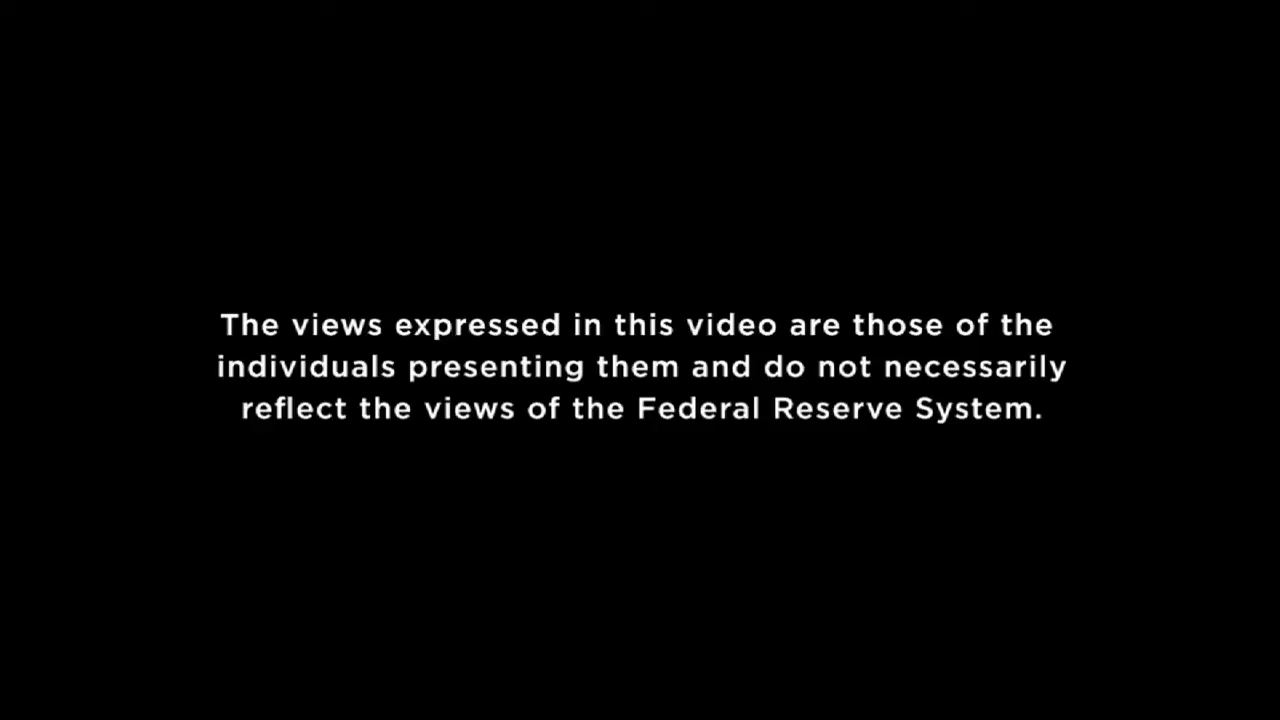 The views expressed in this video are those of the
individuals presenting them and do not necessarily
reflect the views of the Federal Reserve System.